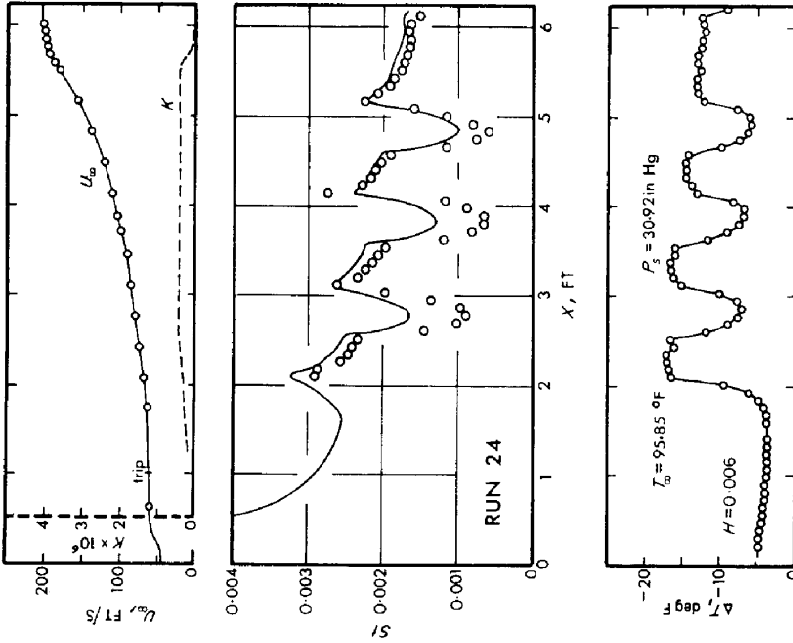 200
100
0
U∞, FT/S
4
3
2
1
0
K × 10⁶
trip
U∞
K
0·004
0·003
0·002
0·001
0
St
RUN 24
0
1
2
3
4
5
6
X, FT
−20
−10
0
ΔT, deg F
H = 0·006
T∞ = 95·85 °F
Ps = 30·92in Hg